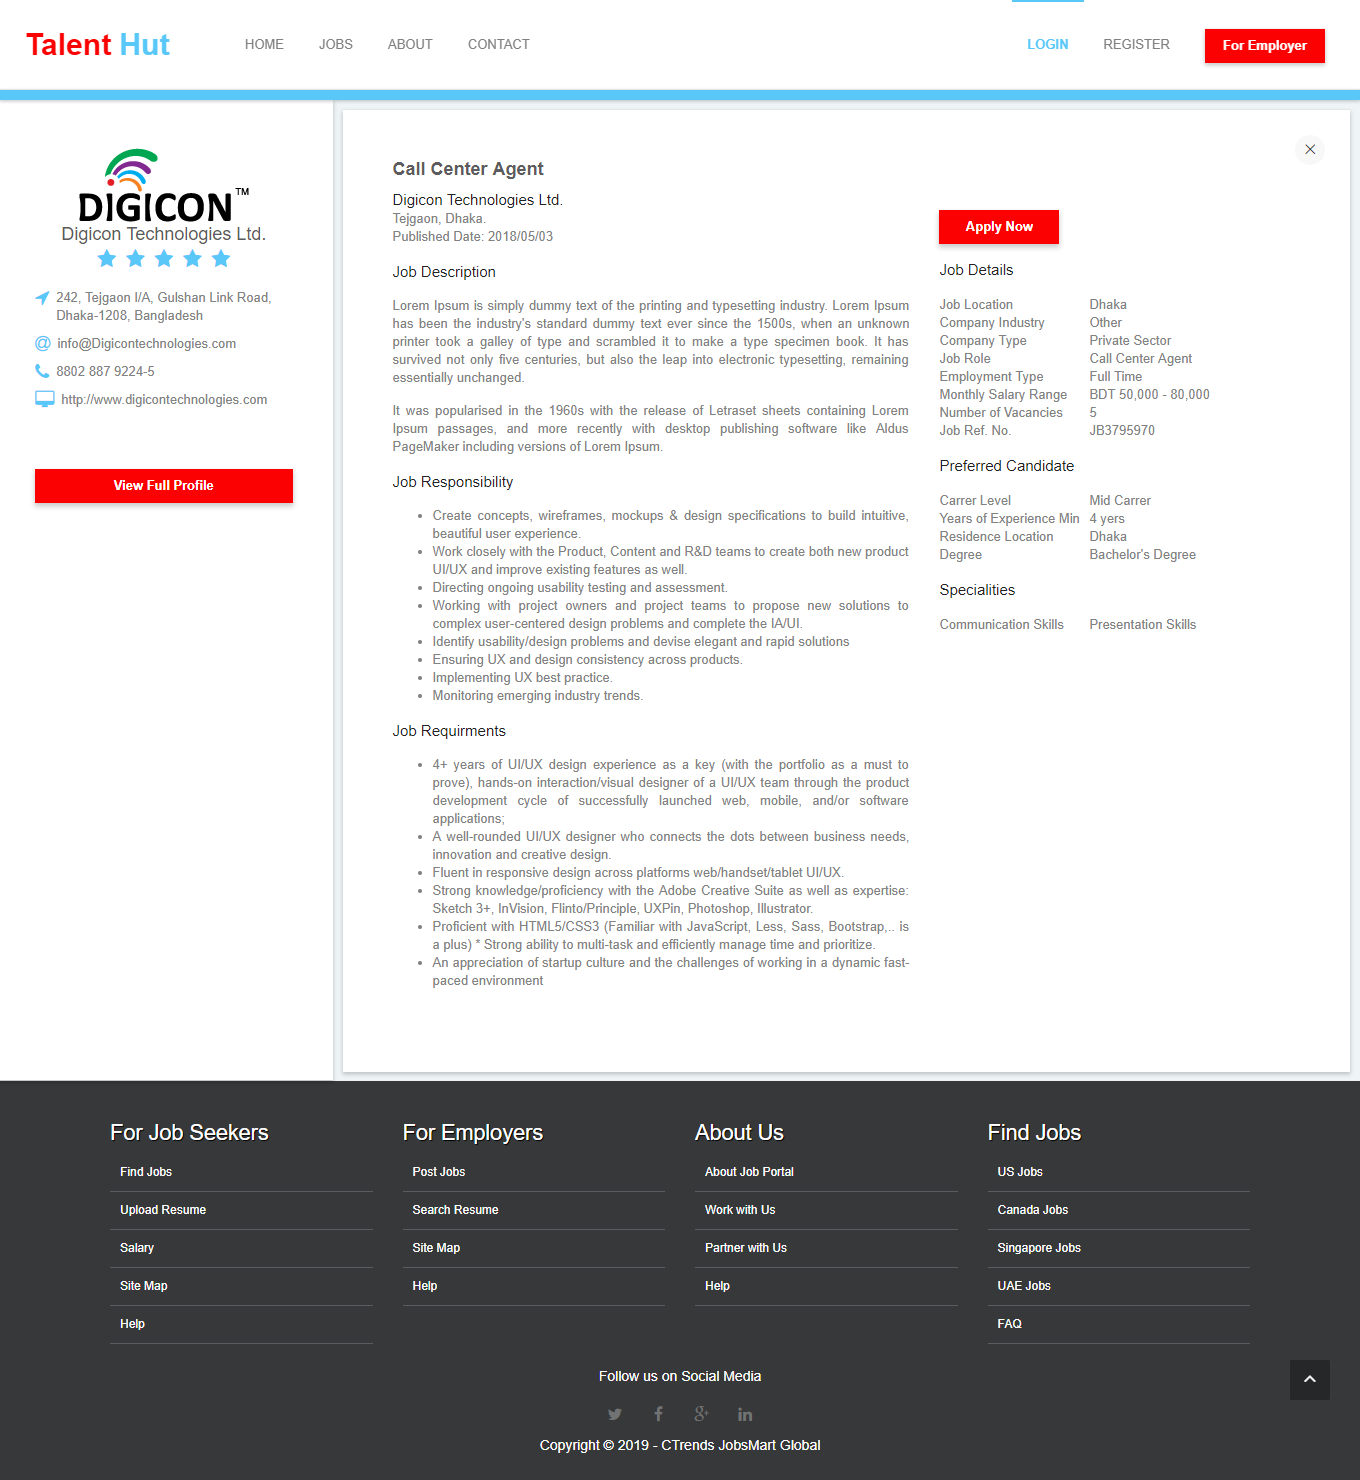 Talent Hut
HOME JOBS ABOUT CONTACT
LOGIN REGISTER For Employer
DIGICON™
Digicon Technologies Ltd.
242, Tejgaon I/A, Gulshan Link Road,
Dhaka-1208, Bangladesh
info@Digicontechnologies.com
8802 887 9224-5
http://www.digicontechnologies.com
View Full Profile
Call Center Agent
Digicon Technologies Ltd.
Tejgaon, Dhaka.
Published Date: 2018/05/03
Job Description
Lorem Ipsum is simply dummy text of the printing and typesetting industry. Lorem Ipsum
has been the industry's standard dummy text ever since the 1500s, when an unknown
printer took a galley of type and scrambled it to make a type specimen book. It has
survived not only five centuries, but also the leap into electronic typesetting, remaining
essentially unchanged.
It was popularised in the 1960s with the release of Letraset sheets containing Lorem
Ipsum passages, and more recently with desktop publishing software like Aldus
PageMaker including versions of Lorem Ipsum.
Job Responsibility
• Create concepts, wireframes, mockups & design specifications to build intuitive,
beautiful user experience.
• Work closely with the Product, Content and R&D teams to create both new product
UI/UX and improve existing features as well.
• Directing ongoing usability testing and assessment.
• Working with project owners and project teams to propose new solutions to
complex user-centered design problems and complete the IA/UI.
• Identify usability/design problems and devise elegant and rapid solutions
• Ensuring UX and design consistency across products.
• Implementing UX best practice.
• Monitoring emerging industry trends.
Job Requirments
• 4+ years of UI/UX design experience as a key (with the portfolio as a must to
prove), hands-on interaction/visual designer of a UI/UX team through the product
development cycle of successfully launched web, mobile, and/or software
applications;
• A well-rounded UI/UX designer who connects the dots between business needs,
innovation and creative design.
• Fluent in responsive design across platforms web/handset/tablet UI/UX.
• Strong knowledge/proficiency with the Adobe Creative Suite as well as expertise:
Sketch 3+, InVision, Flinto/Principle, UXPin, Photoshop, Illustrator.
• Proficient with HTML5/CSS3 (Familiar with JavaScript, Less, Sass, Bootstrap,.. is
a plus) * Strong ability to multi-task and efficiently manage time and prioritize.
• An appreciation of startup culture and the challenges of working in a dynamic fast-
paced environment
Apply Now
Job Details
Job Location Dhaka
Company Industry Other
Company Type Private Sector
Job Role Call Center Agent
Employment Type Full Time
Monthly Salary Range BDT 50,000 - 80,000
Number of Vacancies 5
Job Ref. No. JB3795970
Preferred Candidate
Carrer Level Mid Carrer
Years of Experience Min 4 yers
Residence Location Dhaka
Degree Bachelor's Degree
Specialities
Communication Skills Presentation Skills
For Job Seekers
Find Jobs
Upload Resume
Salary
Site Map
Help
For Employers
Post Jobs
Search Resume
Site Map
Help
About Us
About Job Portal
Work with Us
Partner with Us
Help
Find Jobs
US Jobs
Canada Jobs
Singapore Jobs
UAE Jobs
FAQ
Follow us on Social Media
Copyright © 2019 - CTrends JobsMart Global